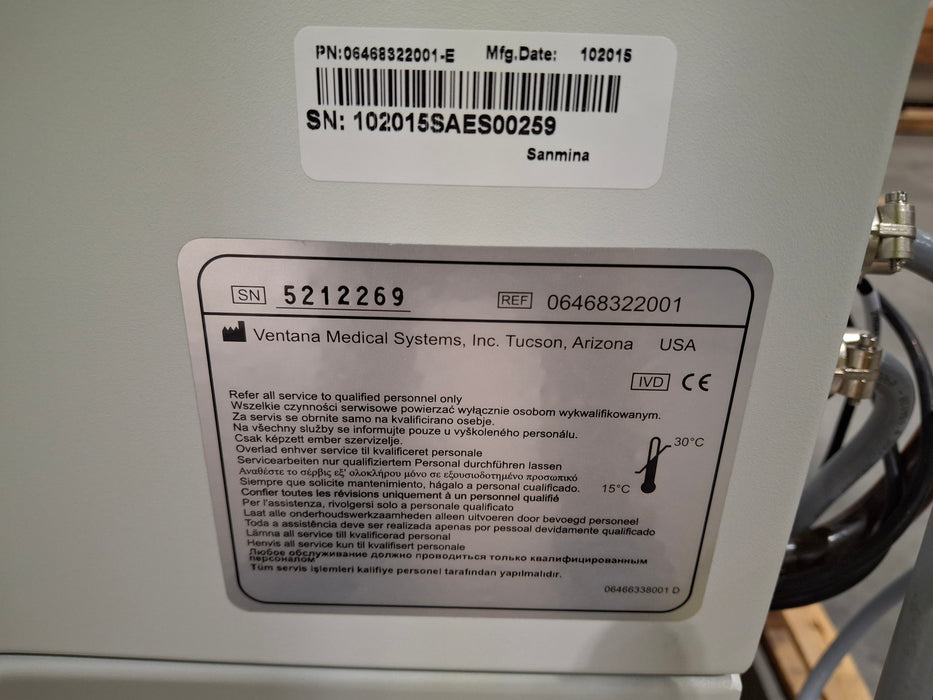 PN:06468322001-E Mfg.Date: 102015
SN: 102015SAES00259
Sanmina
SN 5212269 REF 06468322001
Ventana Medical Systems, Inc. Tucson, Arizona USA
IVD CE
Refer all service to qualified personnel only
Wszelkie czynności serwisowe powierzać wyłącznie osobom wykwalifikowanym.
Za servis se obrnite samo na kvalificirano osebje.
Na všechny služby se informujte pouze u vyškoleného personálu.
Csak képzett ember szervizelje.
Overlad enhver service til kvalificeret personale
Servicearbeiten nur qualifiziertem Personal durchführen lassen
Αναθέστε το σέρβις εξ' ολοκλήρου μόνο σε εξουσιοδοτημένο προσωπικό
Siempre que solicite mantenimiento, hágalo a personal cualificado.
Confier toutes les révisions uniquement à un personnel qualifié
Per l'assistenza, rivolgersi solo a personale qualificato
Laat alle onderhoudswerkzaamheden alleen uitvoeren door bevoegd personeel
Toda a assistência deve ser realizada apenas por pessoal devidamente qualificado
Lämna all service till kvalificerad personal
Henvis all service kun til kvalifisert personale
Любое обслуживание должно проводиться только квалифицированным
персоналом
Tüm servis işlemleri kalifiye personel tarafından yapılmalıdır.
30°C
15°C
06466338001 D